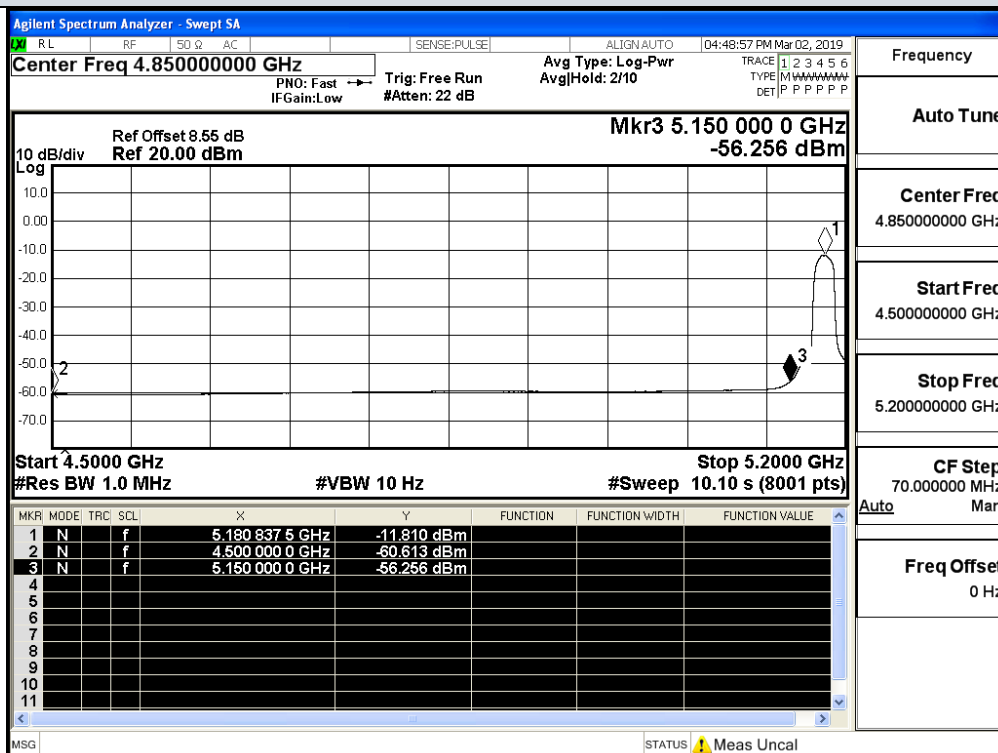 Agilent Spectrum Analyzer - Swept SA
LXI RL RF 50 Ω AC SENSE:PULSE ALIGN AUTO 04:48:57 PM Mar 02, 2019
Center Freq 4.850000000 GHz
PNO: Fast
IFGain:Low
Trig: Free Run
#Atten: 22 dB
Avg Type: Log-Pwr
Avg|Hold: 2/10
TRACE 1 2 3 4 5 6
TYPE M
DET P P P P P P
Ref Offset 8.55 dB
10 dB/div Ref 20.00 dBm
Log
Mkr3 5.150 000 0 GHz
-56.256 dBm
10.0
0.00
-10.0
-20.0
-30.0
-40.0
-50.0
-60.0
-70.0
1
2
3
Start 4.5000 GHz Stop 5.2000 GHz
#Res BW 1.0 MHz #VBW 10 Hz #Sweep 10.10 s (8001 pts)
MKR MODE TRC SCL X Y FUNCTION FUNCTION WIDTH FUNCTION VALUE
1 N f 5.180 837 5 GHz -11.810 dBm
2 N f 4.500 000 0 GHz -60.613 dBm
3 N f 5.150 000 0 GHz -56.256 dBm
4
5
6
7
8
9
10
11
MSG STATUS Meas Uncal
Frequency
Auto Tune
Center Freq
4.850000000 GHz
Start Freq
4.500000000 GHz
Stop Freq
5.200000000 GHz
CF Step
70.000000 MHz
Auto Man
Freq Offset
0 Hz